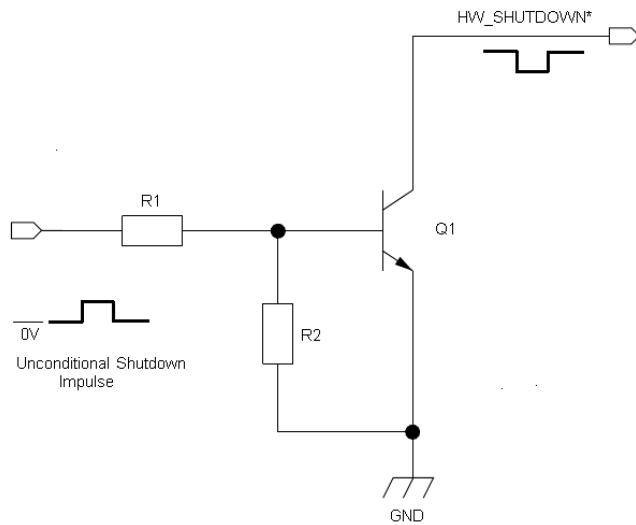 HW_SHUTDOWN*
R1
Q1
0V
R2
Unconditional Shutdown
Impulse
GND